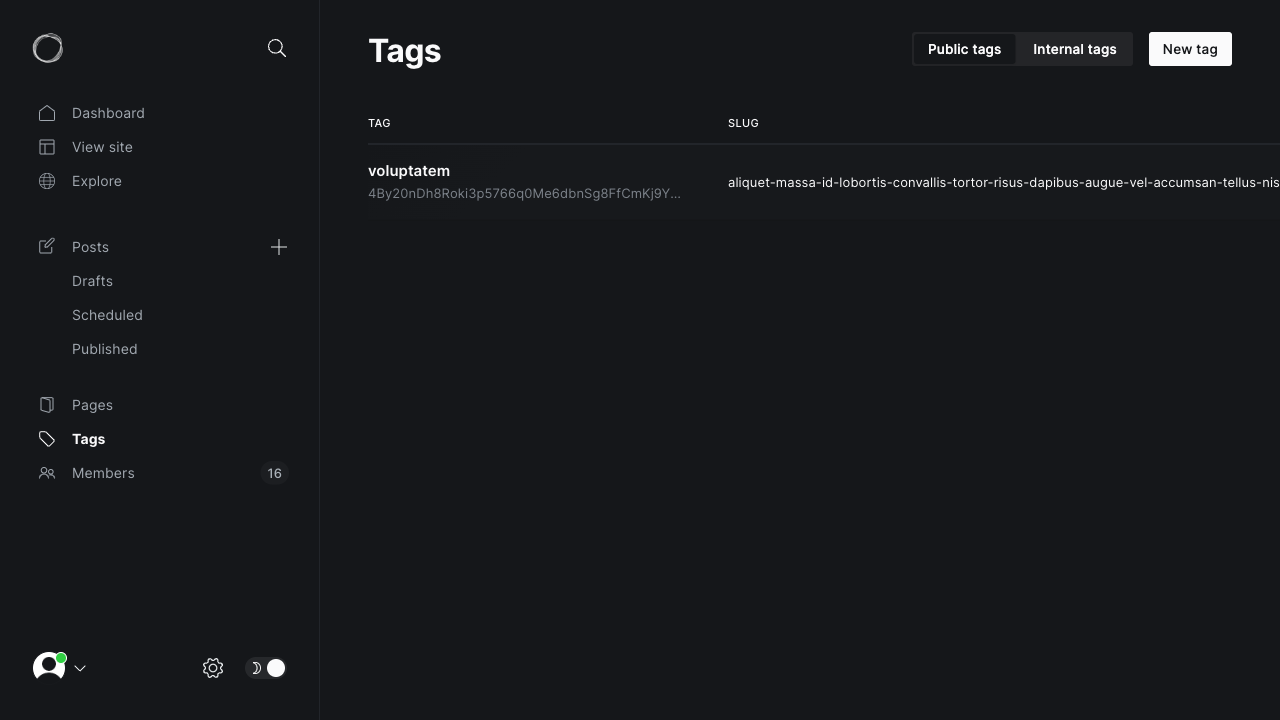 Tags
Public tags
Internal tags
New tag
Dashboard
View site
Explore
Posts
Drafts
Scheduled
Published
Pages
Tags
Members
16
TAG
SLUG
voluptatem
4By20nDh8Roki3p5766q0Me6dbnSg8FfCmKj9Y...
aliquet-massa-id-lobortis-convallis-tortor-risus-dapibus-augue-vel-accumsan-tellus-nis